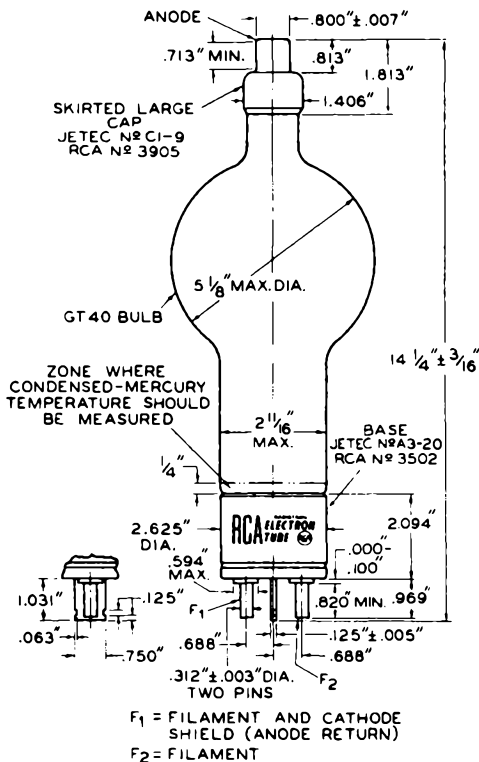 ANODE
.800"±.007"
.713" MIN.
.813"
1.813"
SKIRTED LARGE
CAP
JETEC Nº C1-9
RCA Nº 3905
1.406"
5 1/8" MAX. DIA.
GT40 BULB
14 1/4" ± 3/16"
ZONE WHERE
CONDENSED-MERCURY
TEMPERATURE SHOULD
BE MEASURED
2 11/16"
MAX.
BASE
JETEC NºA3-20
RCA Nº 3502
1/4"
2.625"
DIA.
RCA ELECTRON
TUBE
RCA
2.094"
.594"
MAX.
.000-
.100"
1.031"
.125"
F₁
.820" MIN.
.969"
.063"
.688"
.125"±.005"
.750"
.688"
.312"±.003" DIA.
TWO PINS
F₂
F₁ = FILAMENT AND CATHODE
SHIELD (ANODE RETURN)
F₂ = FILAMENT